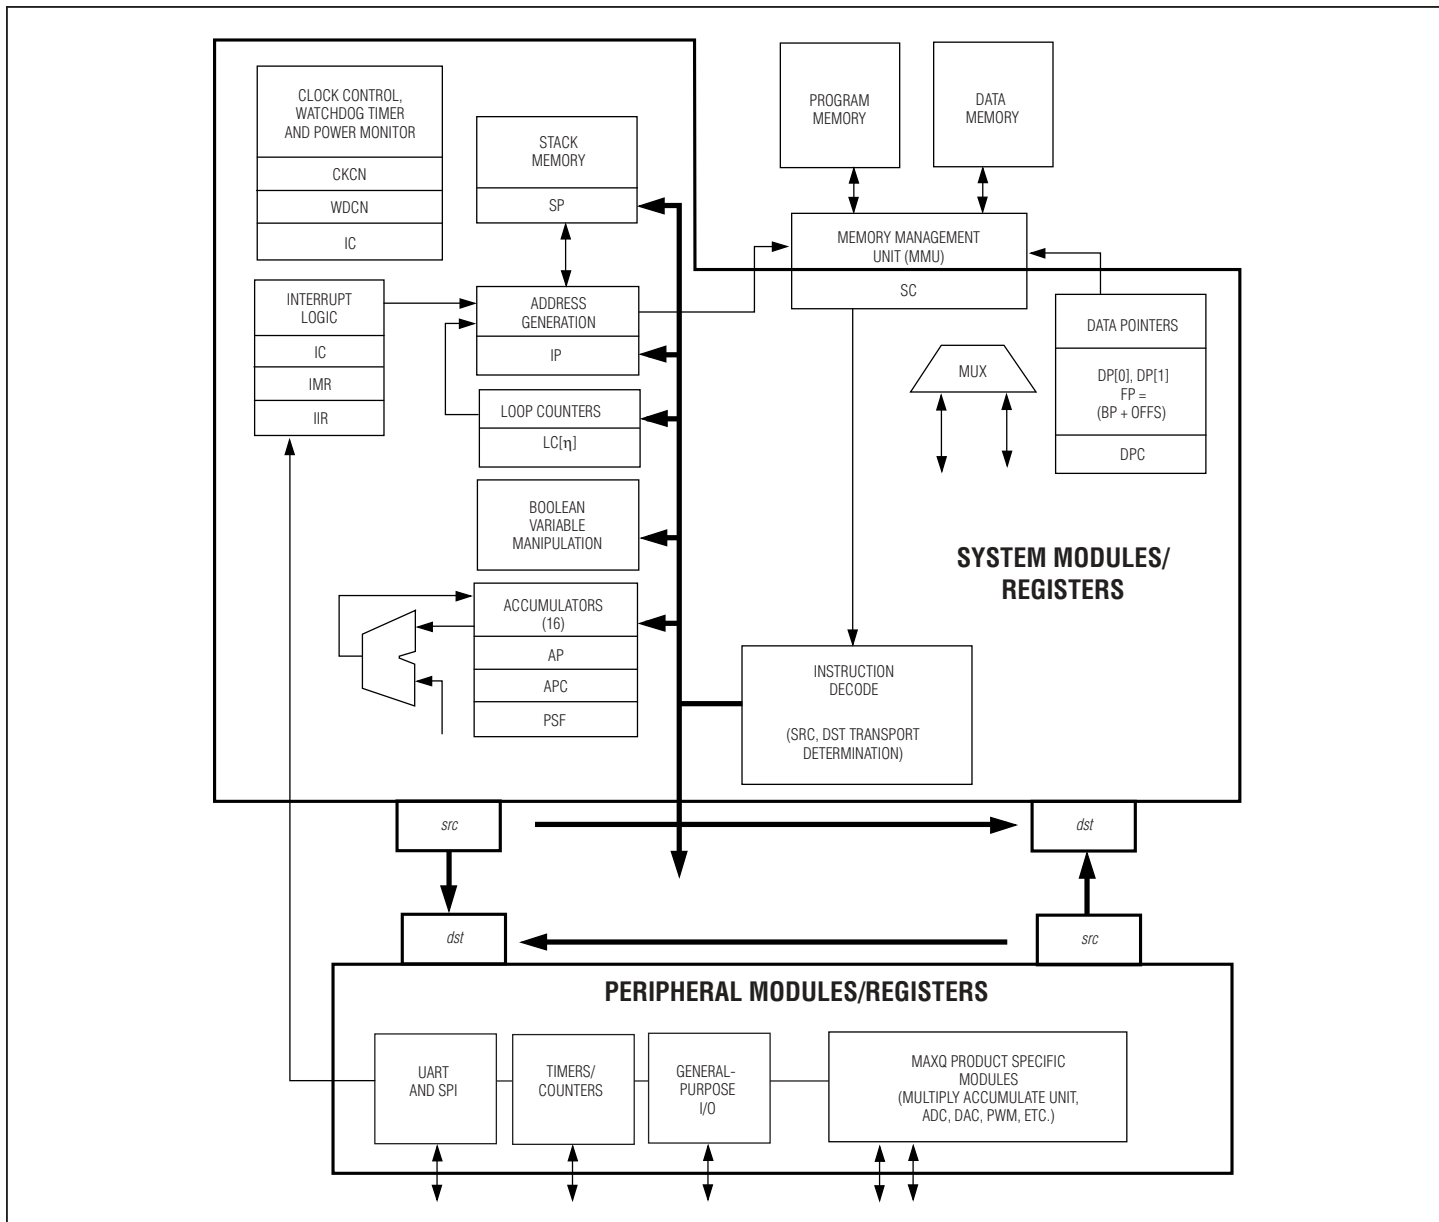 CLOCK CONTROL,
WATCHDOG TIMER
AND POWER MONITOR
CKCN
WDCN
IC
STACK
MEMORY
SP
PROGRAM
MEMORY
DATA
MEMORY
MEMORY MANAGEMENT
UNIT (MMU)
SC
INTERRUPT
LOGIC
IC
IMR
IIR
ADDRESS
GENERATION
IP
LOOP COUNTERS
LC[η]
MUX
DATA POINTERS
DP[0], DP[1]
FP =
(BP + OFFS)
DPC
BOOLEAN
VARIABLE
MANIPULATION
SYSTEM MODULES/
REGISTERS
ACCUMULATORS
(16)
AP
APC
PSF
INSTRUCTION
DECODE
(SRC, DST TRANSPORT
DETERMINATION)
src
dst
dst
src
PERIPHERAL MODULES/REGISTERS
UART
AND SPI
TIMERS/
COUNTERS
GENERAL-
PURPOSE
I/O
MAXQ PRODUCT SPECIFIC
MODULES
(MULTIPLY ACCUMULATE UNIT,
ADC, DAC, PWM, ETC.)